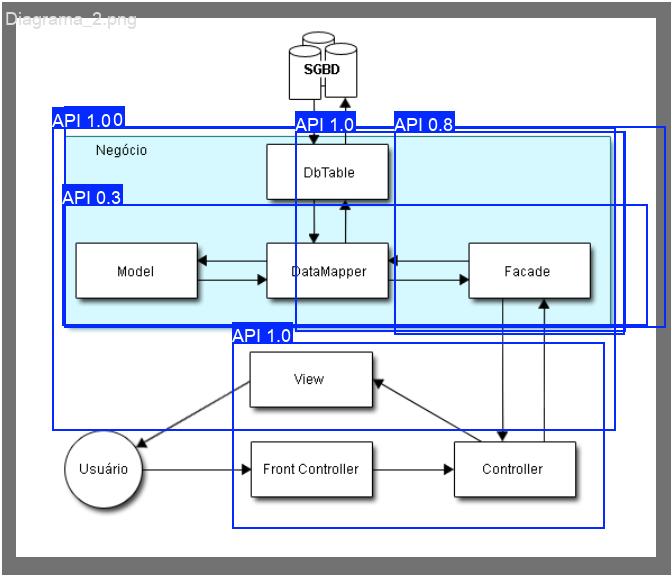 Diagrama_2.png
SGBD
API 1.00
API 1.0
API 0.8
Negócio
DbTable
API 0.3
Model
DataMapper
Facade
API 1.0
View
Usuário
Front Controller
Controller